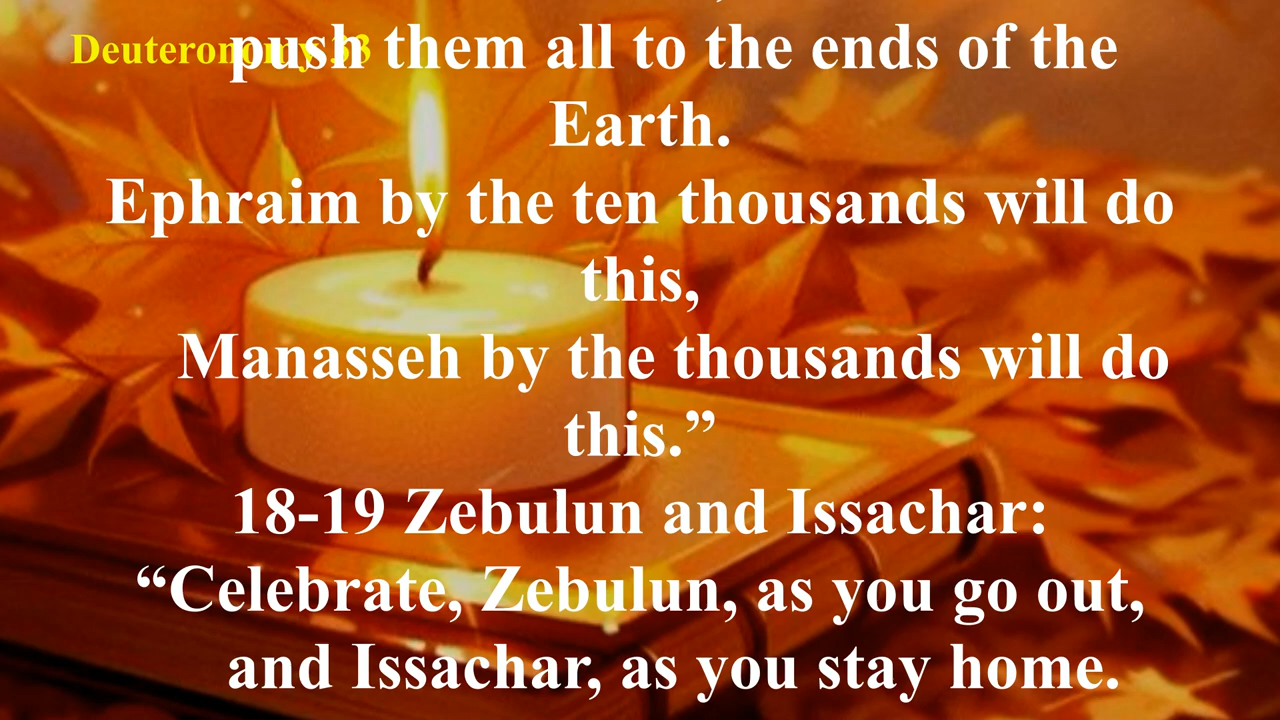 Deuteronomy 33
push them all to the ends of the
Earth.
Ephraim by the ten thousands will do
this,
Manasseh by the thousands will do
this.”
18-19 Zebulun and Issachar:
“Celebrate, Zebulun, as you go out,
and Issachar, as you stay home.